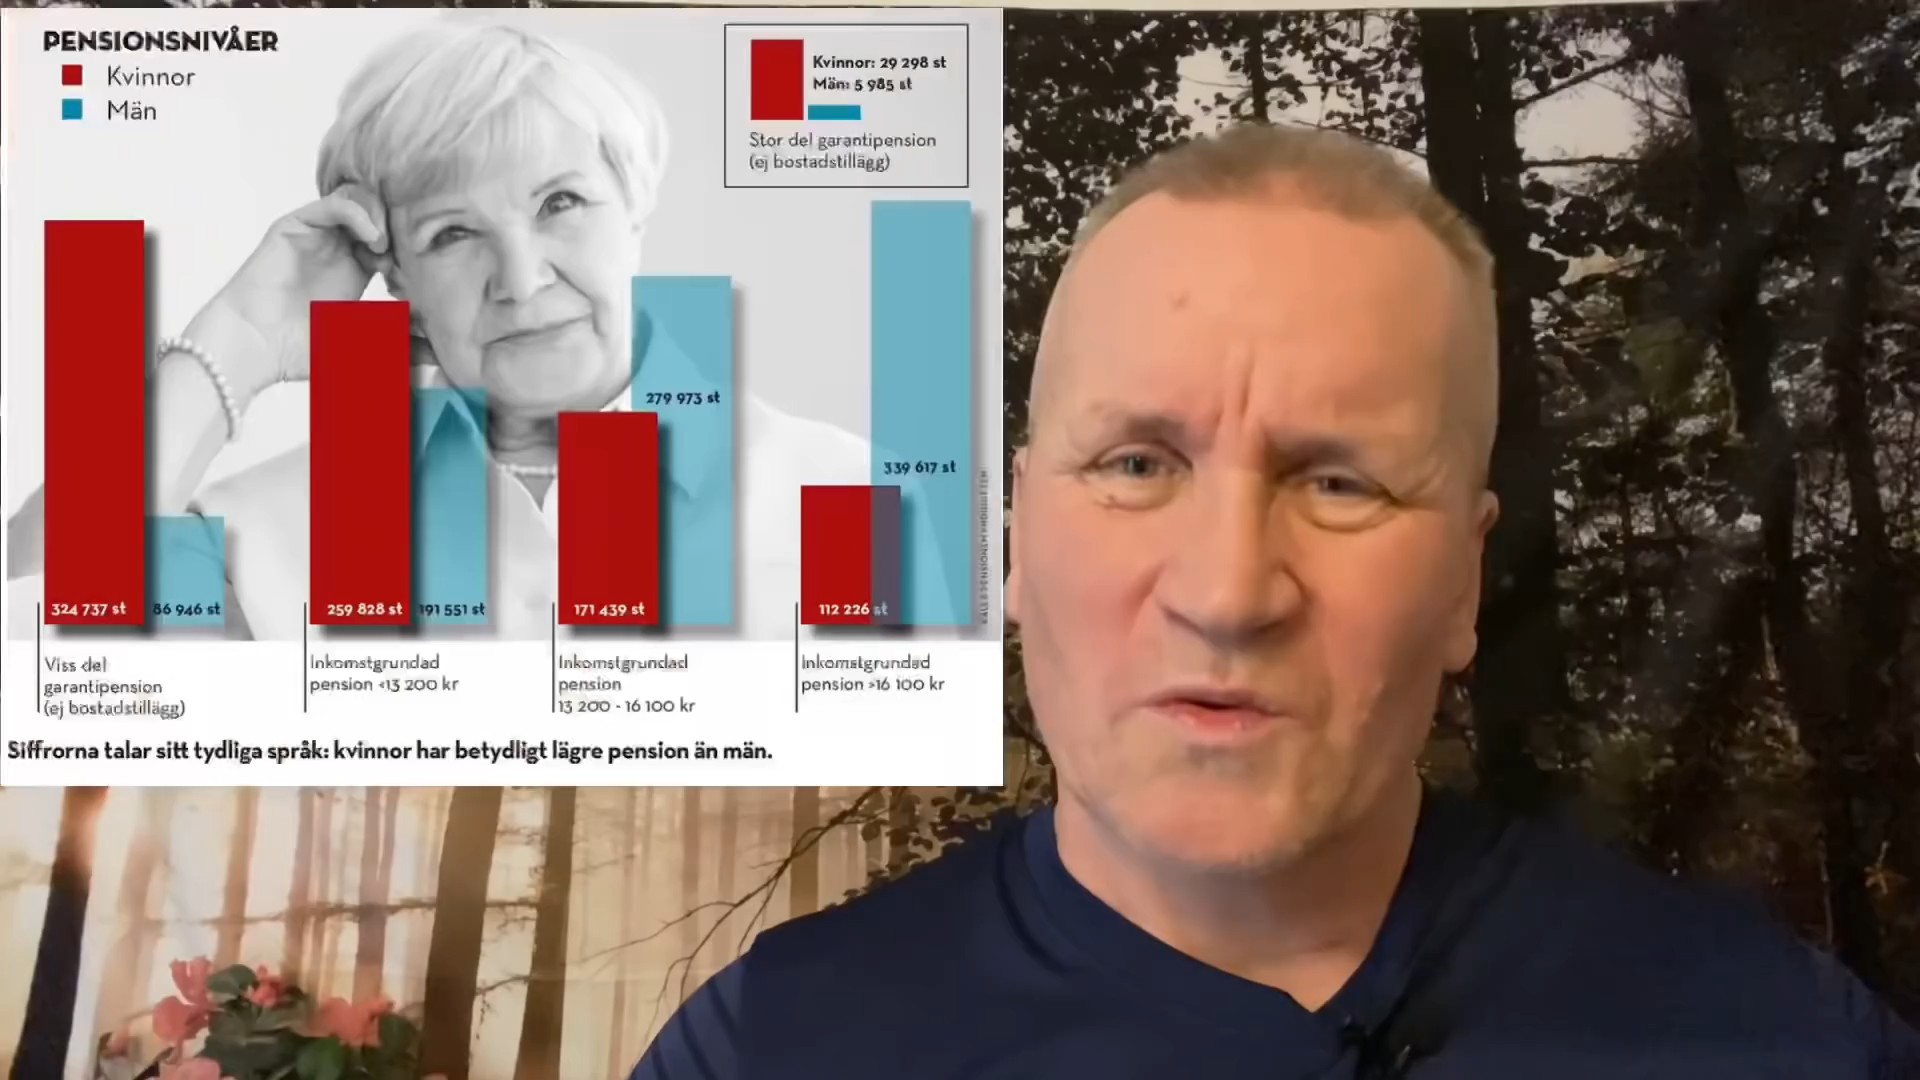 PENSIONSNIVÅER
Kvinnor
Män
Kvinnor: 29 298 st
Män: 5 985 st
Stor del garantipension
(ej bostadstillägg)
279 973 st
339 617 st
324 737 st
86 946 st
259 828 st
191 551 st
171 439 st
112 226 st
Viss del
garantipension
(ej bostadstillägg)
Inkomstgrundad
pension <13 200 kr
Inkomstgrundad
pension
13 200 - 16 100 kr
Inkomstgrundad
pension >16 100 kr
Siffrorna talar sitt tydliga språk: kvinnor har betydligt lägre pension än män.